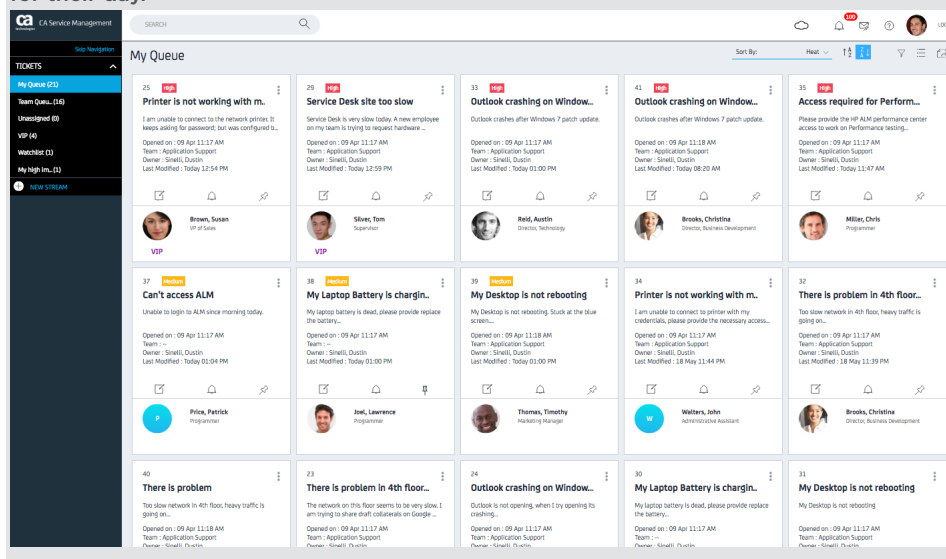 for their day.
ca
technologies
CA Service Management
SEARCH
100
LO
Skip Navigation
TICKETS
My Queue (21)
Team Queu... (16)
Unassigned (0)
VIP (4)
Watchlist (1)
My high im... (1)
NEW STREAM
My Queue
Sort By:
Heat
25 High
Printer is not working with m..
I am unable to connect to the network printer. It
keeps asking for password; but was configured b...
Opened on : 09 Apr 11:17 AM
Team : Application Support
Owner : Sinelli, Dustin
Last Modified : Today 12:54 PM
Brown, Susan
VP of Sales
VIP
29 High
Service Desk site too slow
Service Desk is very slow today. A new employee
on my team is trying to request hardware ...
Opened on : 09 Apr 11:17 AM
Team : Application Support
Owner : Sinelli, Dustin
Last Modified : Today 12:59 PM
Silver, Tom
Supervisor
VIP
33 High
Outlook crashing on Window...
Outlook crashes after Windows 7 patch update.
Opened on : 09 Apr 11:17 AM
Team : Application Support
Owner : Sinelli, Dustin
Last Modified : Today 01:00 PM
Reid, Austin
Director, Technology
41 High
Outlook crashing on Window...
Outlook crashes after Windows 7 patch update.
Opened on : 09 Apr 11:18 AM
Team : Application Support
Owner : Sinelli, Dustin
Last Modified : Today 08:20 AM
Brooks, Christina
Director, Business Development
35 High
Access required for Perform...
Please provide the HP ALM performance center
access to work on Performance testing...
Opened on : 09 Apr 11:17 AM
Team : Application Support
Owner : Sinelli, Dustin
Last Modified : Today 11:47 AM
Miller, Chris
Programmer
37 Medium
Can't access ALM
Unable to login to ALM since morning today.
Opened on : 09 Apr 11:17 AM
Team : --
Owner : Sinelli, Dustin
Last Modified : Today 01:04 PM
P
Price, Patrick
Programmer
38 Medium
My Laptop Battery is chargin..
My laptop battery is dead, please provide replace
the battery...
Opened on : 09 Apr 11:17 AM
Team : --
Owner : Sinelli, Dustin
Last Modified : Today 01:00 PM
Joel, Lawrence
Programmer
39 Medium
My Desktop is not rebooting
My Desktop is not rebooting. Stuck at the blue
screen....
Opened on : 09 Apr 11:18 AM
Team : Application Support
Owner : Sinelli, Dustin
Last Modified : Today 01:00 PM
Thomas, Timothy
Marketing Manager
34
Printer is not working with m..
I am unable to connect to printer with my
credentials, please provide the necessary access...
Opened on : 09 Apr 11:17 AM
Team : Application Support
Owner : Sinelli, Dustin
Last Modified : 18 May 11:44 PM
W
Walters, John
Administrative Assistant
32
There is problem in 4th floor...
Too slow network in 4th floor, heavy traffic is
going on...
Opened on : 09 Apr 11:17 AM
Team : Application Support
Owner : Sinelli, Dustin
Last Modified : 18 May 11:39 PM
Brooks, Christina
Director, Business Development
40
There is problem
Too slow network in 4th floor, heavy traffic is
going on...
Opened on : 09 Apr 11:18 AM
Team : Application Support
Owner : Sinelli, Dustin
23
There is problem in 4th floor...
The network on this floor seems to be very slow. I
am trying to share draft collaterals on Google ...
Opened on : 09 Apr 11:17 AM
Team : Application Support
Owner : Sinelli, Dustin
24
Outlook crashing on Window...
Outlook is not opening, when I try opening its
crashing...
Opened on : 09 Apr 11:17 AM
Team : Application Support
Owner : Sinelli, Dustin
30
My Laptop Battery is chargin..
My laptop battery is dead, please provide replace
the battery...
Opened on : 09 Apr 11:17 AM
Team : --
Owner : Sinelli, Dustin
31
My Desktop is not rebooting
My Desktop is not rebooting
Opened on : 09 Apr 11:17 AM
Team : Application Support
Owner : Sinelli, Dustin